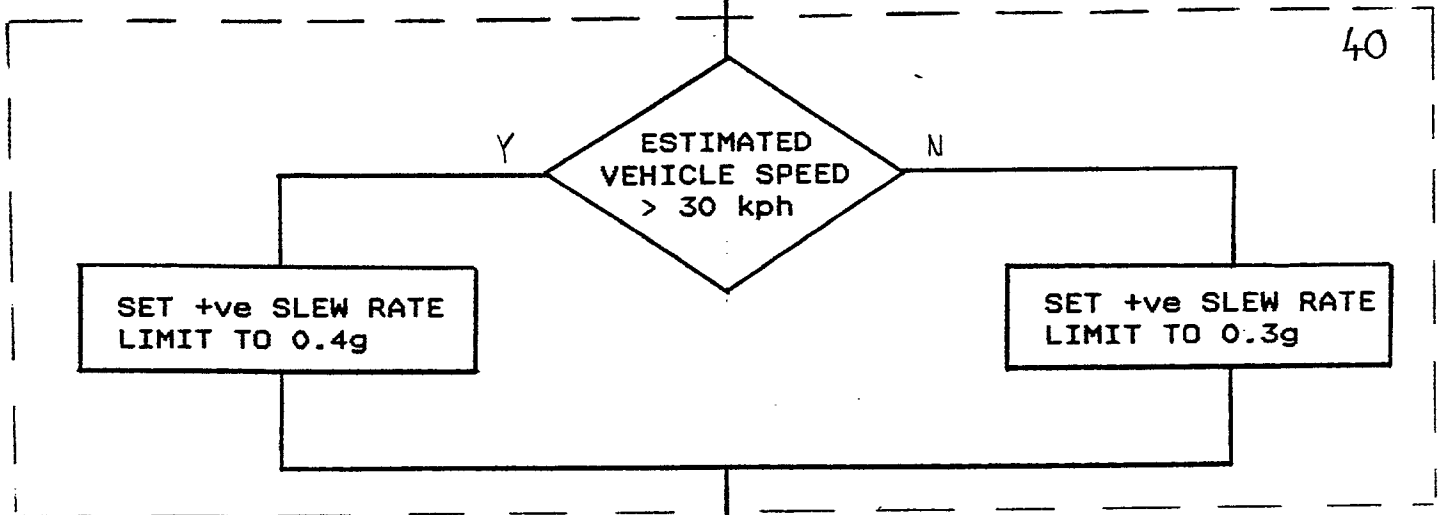 40
Y
ESTIMATED
VEHICLE SPEED
> 30 kph
N
SET +ve SLEW RATE
LIMIT TO 0.4g
SET +ve SLEW RATE
LIMIT TO 0.3g